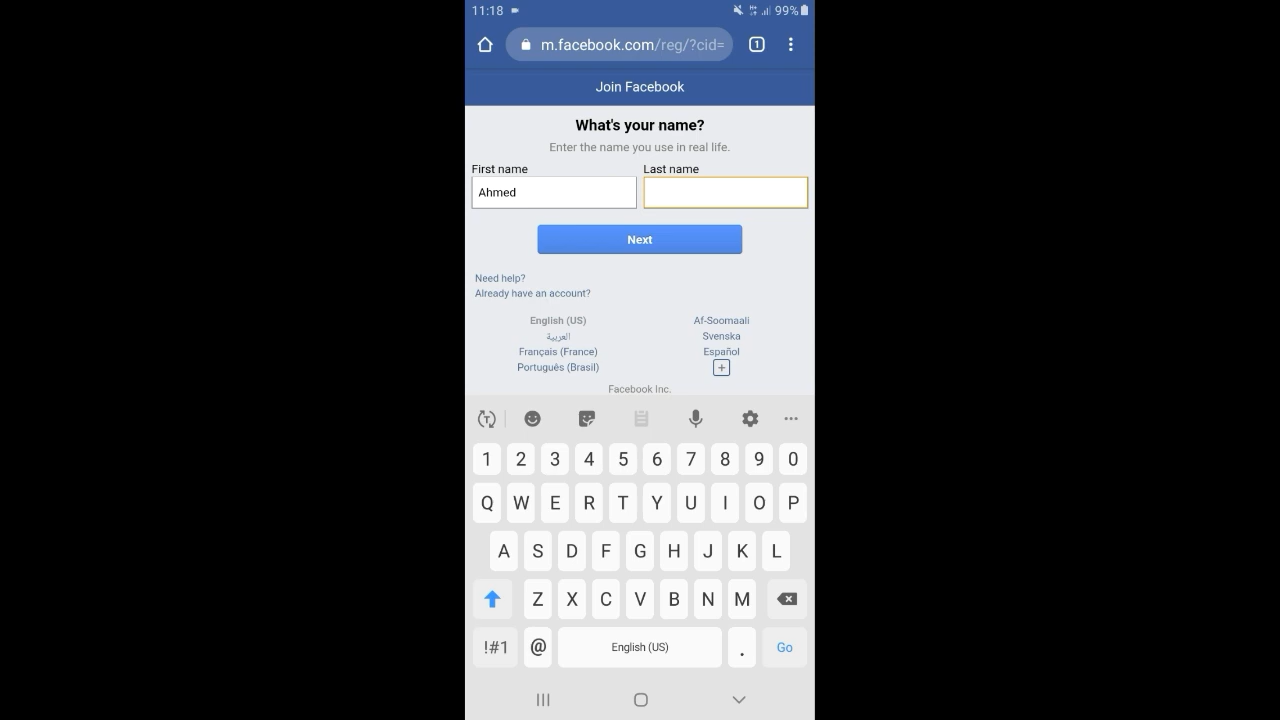 11:18 99%
m.facebook.com/reg/?cid= 1
Join Facebook
What's your name?
Enter the name you use in real life.
First name Last name
Ahmed
Next
Need help?
Already have an account?
English (US) Af-Soomaali
العربية Svenska
Français (France) Español
Português (Brasil) +
Facebook Inc.
T
1 2 3 4 5 6 7 8 9 0
Q W E R T Y U I O P
A S D F G H J K L
Z X C V B N M
!#1 @ English (US) . Go